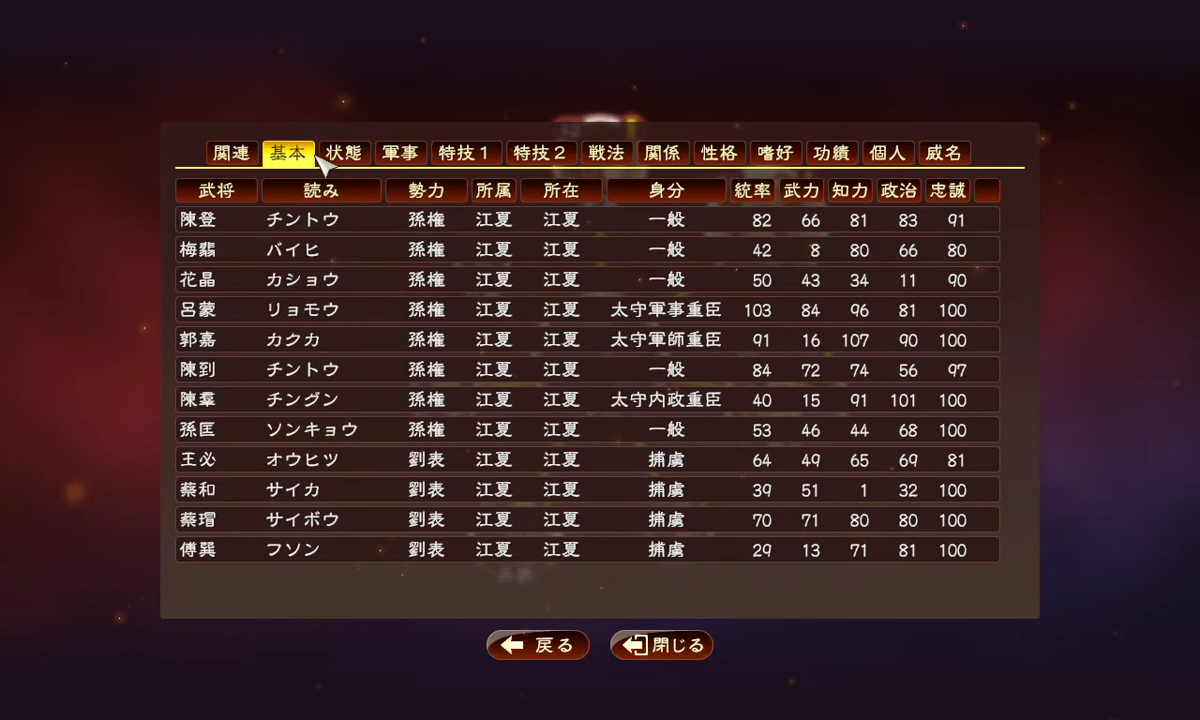 関連 基本 状態 軍事 特技1 特技2 戦法 関係 性格 嗜好 功績 個人 威名
武将 読み 勢力 所属 所在 身分 統率 武力 知力 政治 忠誠
陳登 チントウ 孫権 江夏 江夏 一般 82 66 81 83 91
梅翡 バイヒ 孫権 江夏 江夏 一般 42 8 80 66 80
花晶 カショウ 孫権 江夏 江夏 一般 50 43 34 11 90
呂蒙 リョモウ 孫権 江夏 江夏 太守軍事重臣 103 84 96 81 100
郭嘉 カクカ 孫権 江夏 江夏 太守軍師重臣 91 16 107 90 100
陳到 チントウ 孫権 江夏 江夏 一般 84 72 74 56 97
陳羣 チングン 孫権 江夏 江夏 太守内政重臣 40 15 91 101 100
孫匡 ソンキョウ 孫権 江夏 江夏 一般 53 46 44 68 100
王必 オウヒツ 劉表 江夏 江夏 捕虜 64 49 65 69 81
蔡和 サイカ 劉表 江夏 江夏 捕虜 39 51 1 32 100
蔡瑁 サイボウ 劉表 江夏 江夏 捕虜 70 71 80 80 100
傅巽 フソン 劉表 江夏 江夏 捕虜 29 13 71 81 100
戻る 閉じる